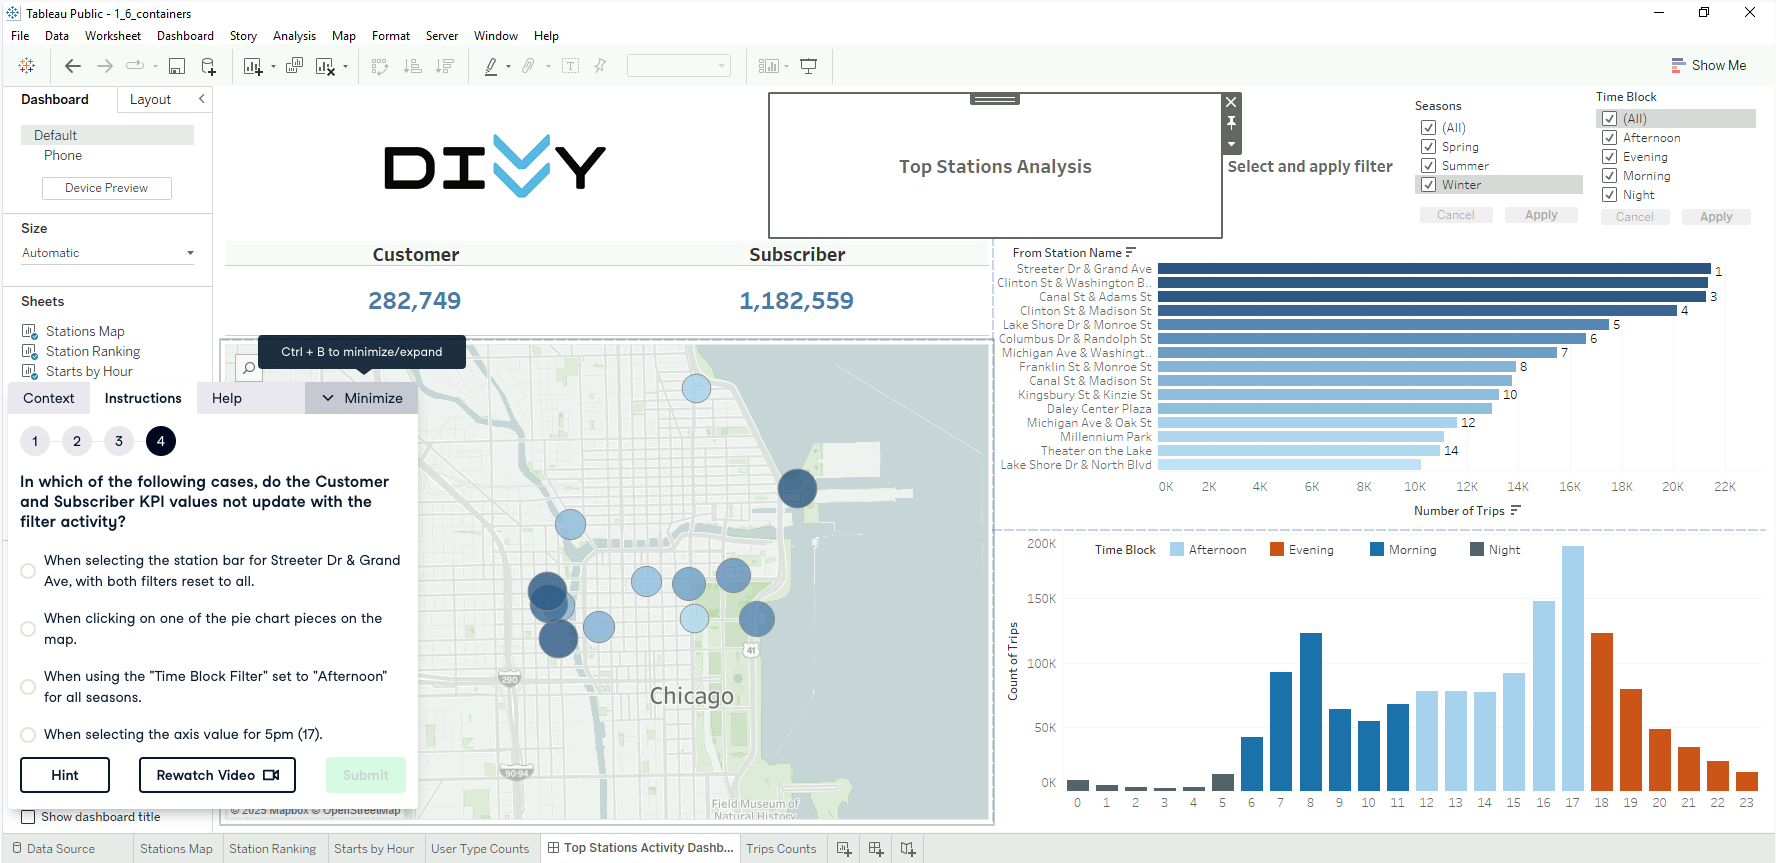 Tableau Public - 1_6_containers
File Data Worksheet Dashboard Story Analysis Map Format Server Window Help
Show Me
Dashboard Layout
Default
Phone
Device Preview
Size
Automatic
Sheets
Stations Map
Station Ranking
Starts by Hour
DIVVY
Top Stations Analysis
Select and apply filter
Seasons
(All)
Spring
Summer
Winter
Cancel Apply
Time Block
(All)
Afternoon
Evening
Morning
Night
Cancel Apply
Customer Subscriber
282,749 1,182,559
Ctrl + B to minimize/expand
Context Instructions Help Minimize
1 2 3 4
In which of the following cases, do the Customer
and Subscriber KPI values not update with the
filter activity?
When selecting the station bar for Streeter Dr & Grand
Ave, with both filters reset to all.
When clicking on one of the pie chart pieces on the
map.
When using the "Time Block Filter" set to "Afternoon"
for all seasons.
When selecting the axis value for 5pm (17).
Hint Rewatch Video Submit
Show dashboard title
41
290
Chicago
90-94
Field Museum of
Natural History
© 2025 Mapbox © OpenStreetMap
From Station Name
Streeter Dr & Grand Ave 1
Clinton St & Washington B..
Canal St & Adams St 3
Clinton St & Madison St 4
Lake Shore Dr & Monroe St 5
Columbus Dr & Randolph St 6
Michigan Ave & Washingt.. 7
Franklin St & Monroe St 8
Canal St & Madison St
Kingsbury St & Kinzie St 10
Daley Center Plaza
Michigan Ave & Oak St 12
Millennium Park
Theater on the Lake 14
Lake Shore Dr & North Blvd
0K 2K 4K 6K 8K 10K 12K 14K 16K 18K 20K 22K
Number of Trips
Time Block Afternoon Evening Morning Night
200K
150K
100K
50K
0K
Count of Trips
0 1 2 3 4 5 6 7 8 9 10 11 12 13 14 15 16 17 18 19 20 21 22 23
Data Source Stations Map Station Ranking Starts by Hour User Type Counts Top Stations Activity Dashb... Trips Counts